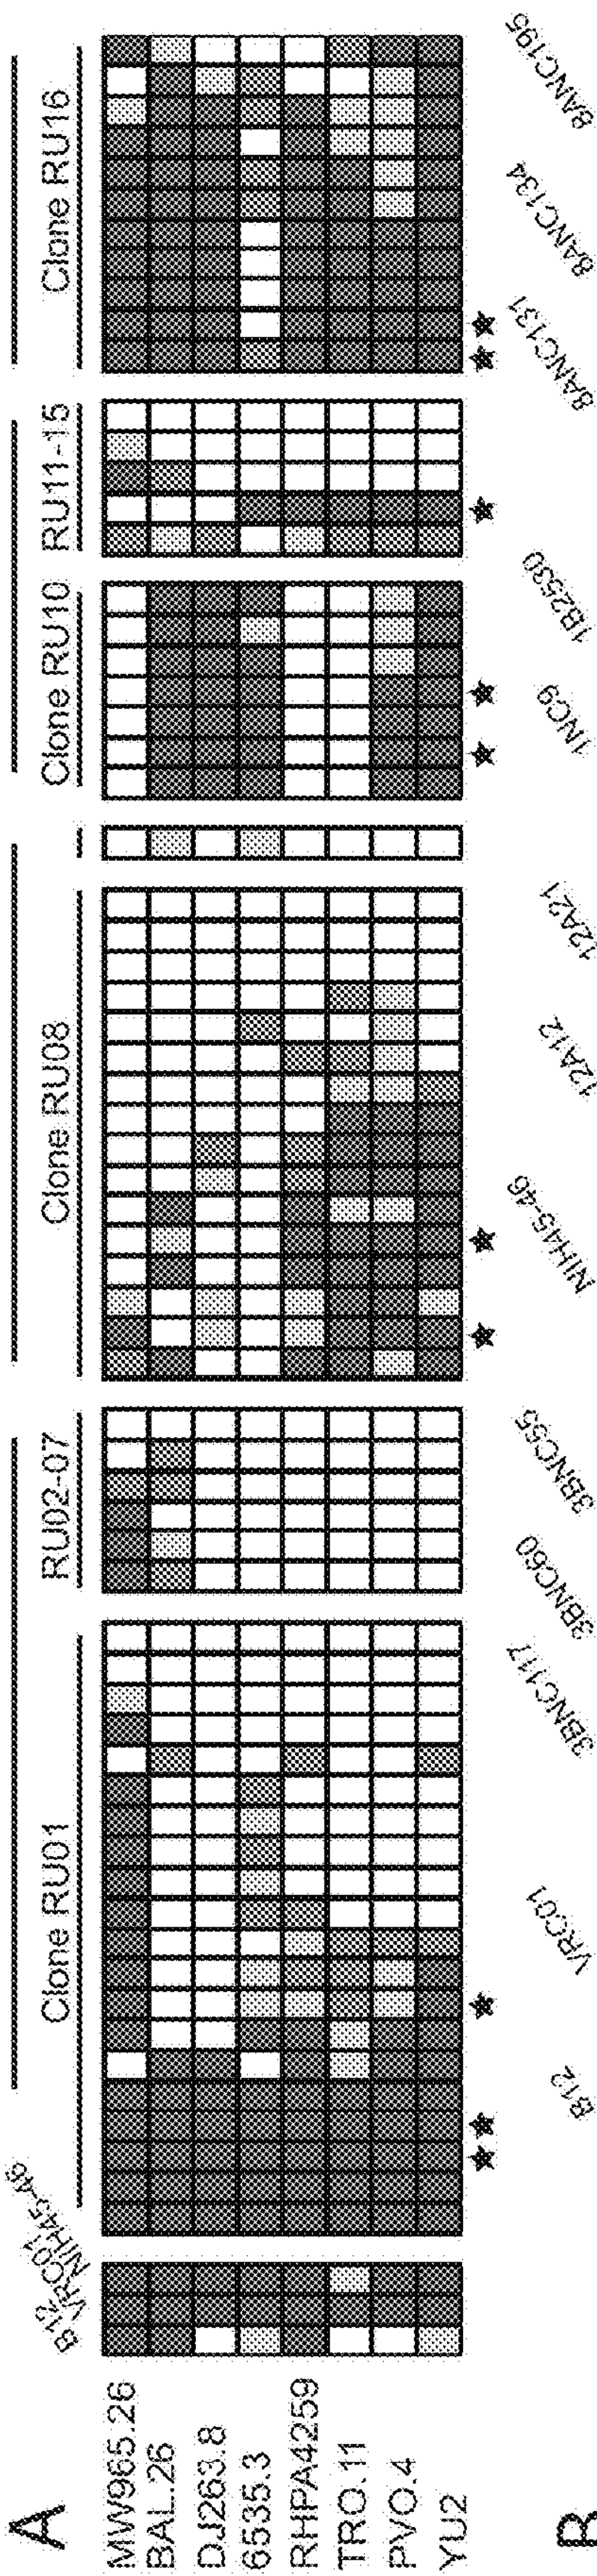 A
B12
VRC01
NIH45-46
Clone RU01
RU02-07
Clone RU08
Clone RU10
RU11-15
Clone RU16
MW965.26
BAL.26
DJ263.8
6535.3
RHPA4259
TRO.11
PVO.4
YU2
B
B12
VRC01
3BNC117
3BNC60
3BNC55
NIH45-46
12A12
12A21
1NC9
1B2530
8ANC131
8ANC134
8ANC195